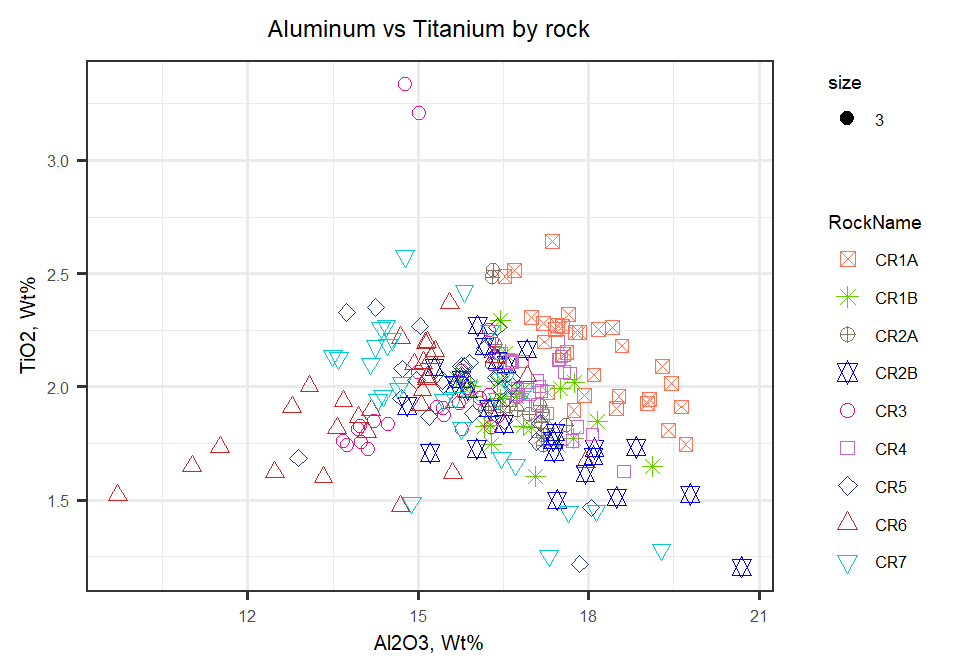 Aluminum vs Titanium by rock
TiO2, Wt%
3.0
2.5
2.0
1.5
12
15
18
21
Al2O3, Wt%
size
3
RockName
CR1A
CR1B
CR2A
CR2B
CR3
CR4
CR5
CR6
CR7